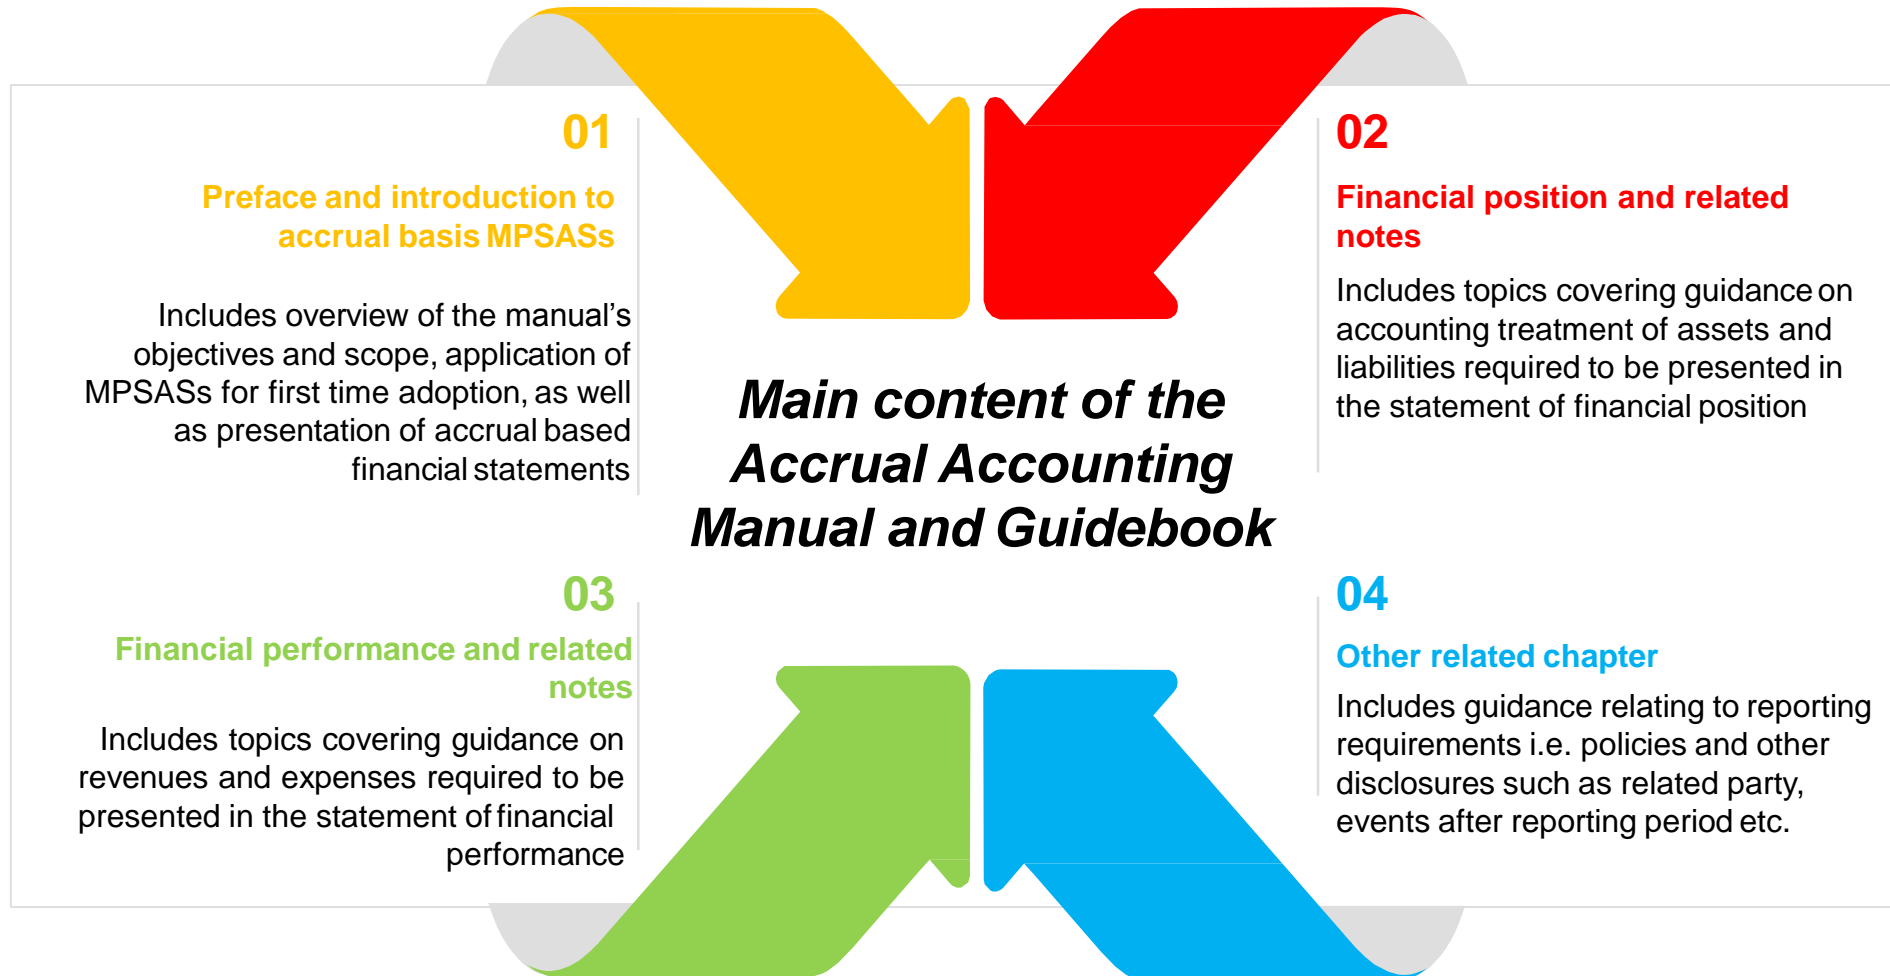 01
Preface and introduction to
accrual basis MPSASs
Includes overview of the manual’s
objectives and scope, application of
MPSASs for first time adoption, as well
as presentation of accrual based
financial statements
02
Financial position and related
notes
Includes topics covering guidance on
accounting treatment of assets and
liabilities required to be presented in
the statement of financial position
Main content of the
Accrual Accounting
Manual and Guidebook
03
Financial performance and related
notes
Includes topics covering guidance on
revenues and expenses required to be
presented in the statement of financial
performance
04
Other related chapter
Includes guidance relating to reporting
requirements i.e. policies and other
disclosures such as related party,
events after reporting period etc.